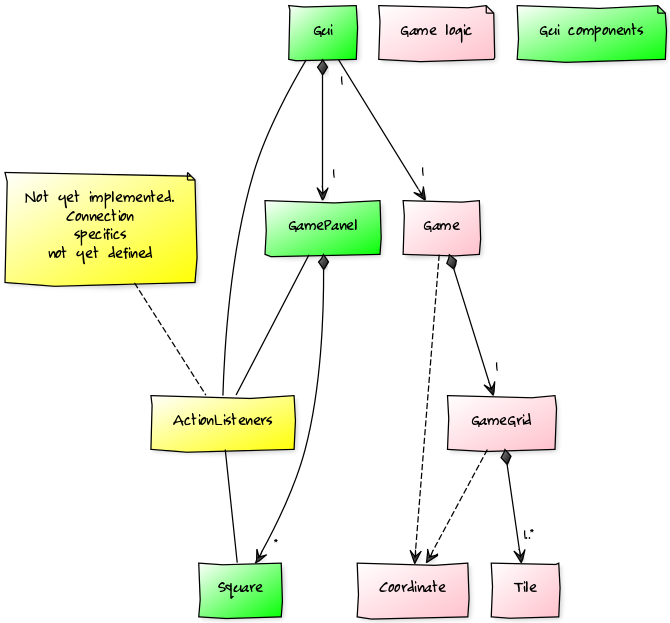 Gui
Game logic
Gui components
1
1
1
Not yet implemented.
Connection
specifics
not yet defined
GamePanel
Game
1
ActionListeners
GameGrid
*
1..*
Square
Coordinate
Tile